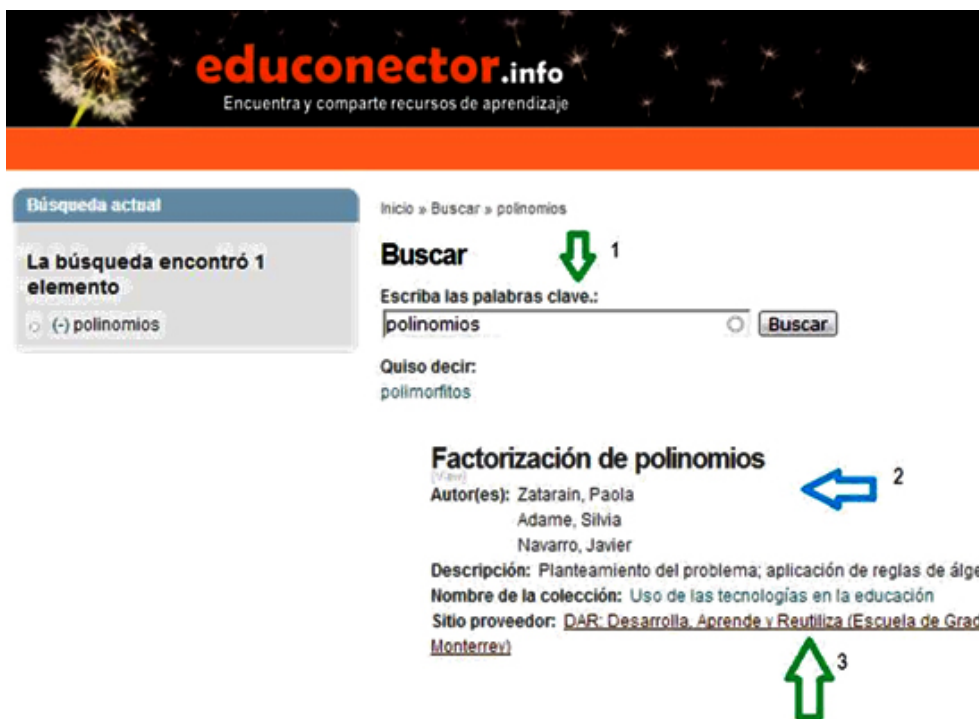 educonector.info
Encuentra y comparte recursos de aprendizaje
Búsqueda actual
La búsqueda encontró 1
elemento
(-) polinomios
Inicio » Buscar » polinomios
Buscar
1
Escriba las palabras clave.:
polinomios
Buscar
Quiso decir:
polimorfitos
Factorización de polinomios
[View]
2
Autor(es): Zatarain, Paola
Adame, Silvia
Navarro, Javier
Descripción: Planteamiento del problema; aplicación de reglas de álge
Nombre de la colección: Uso de las tecnologías en la educación
Sitio proveedor: DAR: Desarrolla, Aprende y Reutiliza (Escuela de Grad
Monterrey)
3